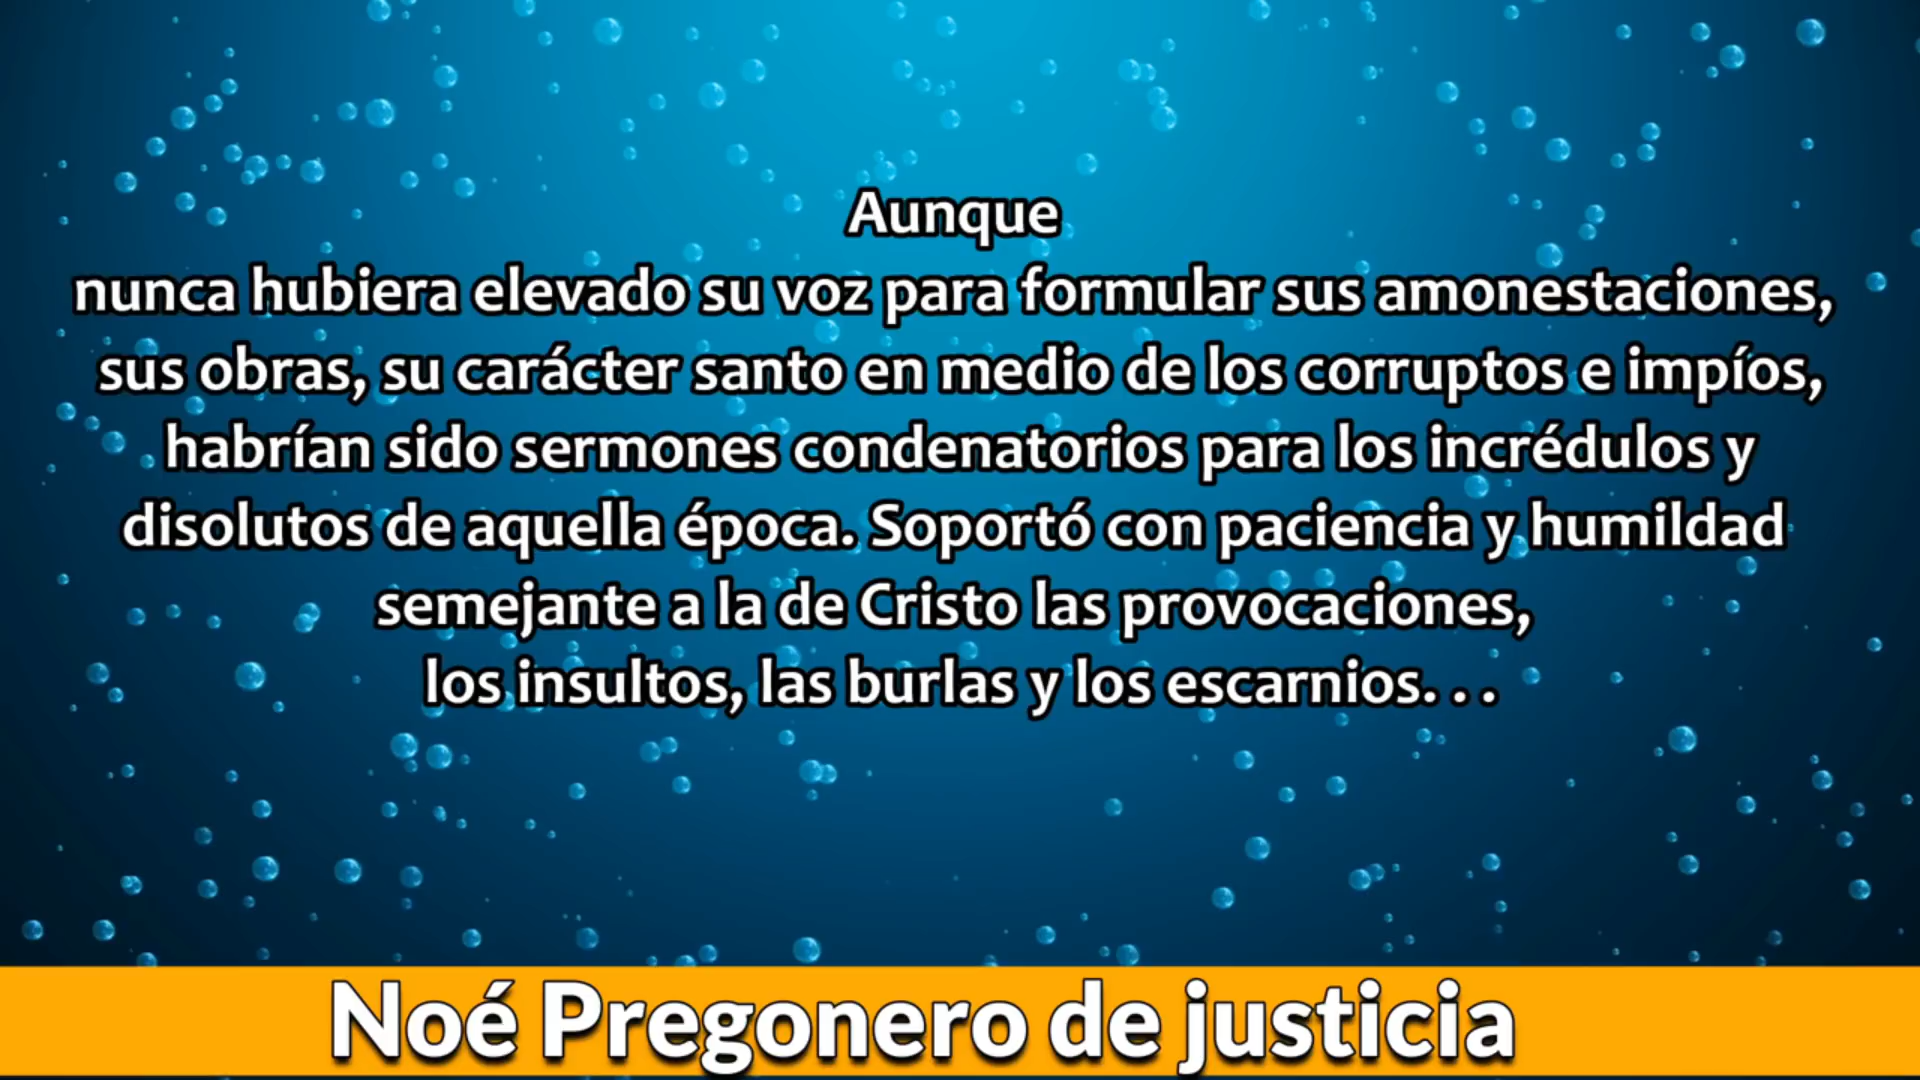 Aunque
nunca hubiera elevado su voz para formular sus amonestaciones,
sus obras, su carácter santo en medio de los corruptos e impíos,
habrían sido sermones condenatorios para los incrédulos y
disolutos de aquella época. Soportó con paciencia y humildad
semejante a la de Cristo las provocaciones,
los insultos, las burlas y los escarnios. . .
Noé Pregonero de justicia